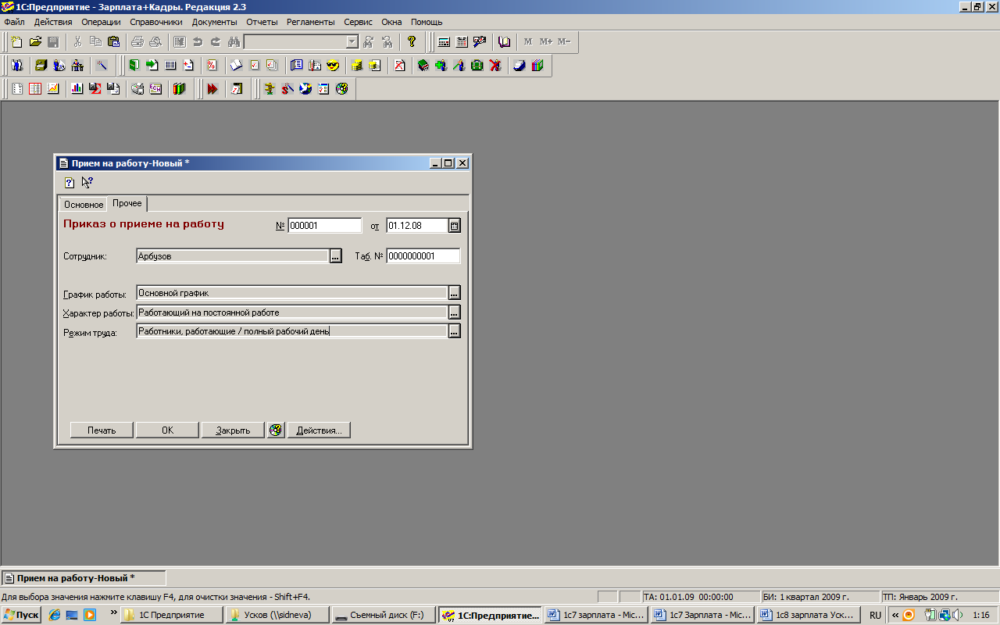 1С:Предприятие - Зарплата+Кадры. Редакция 2.3
Файл Действия Операции Справочники Документы Отчеты Регламенты Сервис Окна Помощь
M M+ M−
Прием на работу-Новый *
Основное Прочее
Приказ о приеме на работу № 000001 от 01.12.08
Сотрудник: Арбузов ... Таб. № 0000000001
График работы: Основной график ...
Характер работы: Работающий на постоянной работе ...
Режим труда: Работники, работающие / полный рабочий день ...
Печать OK Закрыть Действия...
Прием на работу-Новый *
Для выбора значения нажмите клавишу F4, для очистки значения - Shift+F4. ТА: 01.01.09 00:00:00 БИ: 1 квартал 2009 г. ТП: Январь 2009 г.
Пуск » 1С Предприятие Усков (\\sidneva) Съемный диск (F:) 1С:Предприятие... 1с7 зарплата - Mic... 1с7 Зарплата - Mic... 1с8 зарплата Уск... RU « 1:16